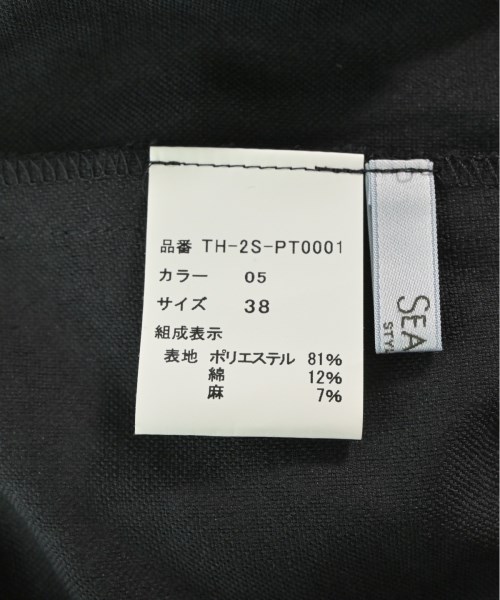 品番 TH-2S-PT0001
カラー 05
サイズ 38
組成表示
表地 ポリエステル 81%
綿 12%
麻 7%
SEA
STY